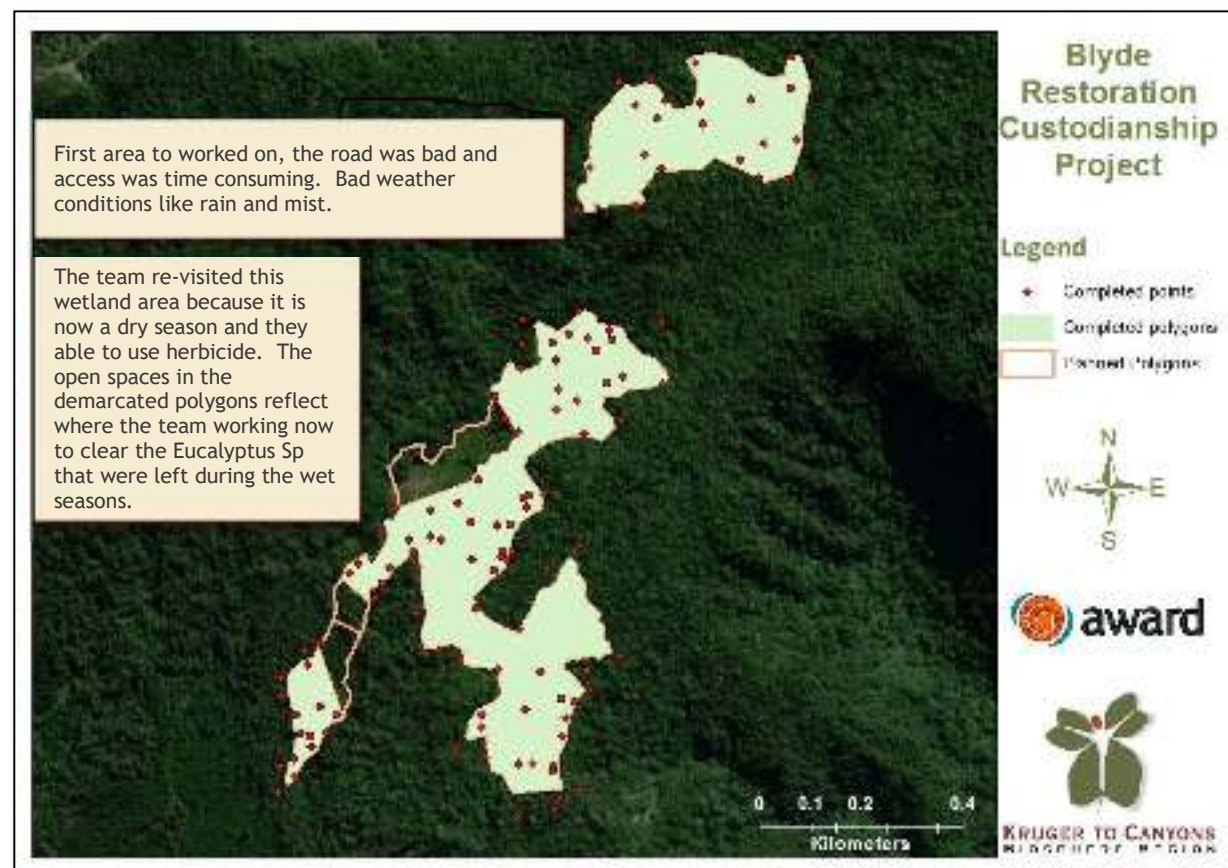 Blyde
Restoration
Custodianship
Project
First area to worked on, the road was bad and
access was time consuming. Bad weather
conditions like rain and mist.
The team re-visited this
wetland area because it is
now a dry season and they
able to use herbicide. The
open spaces in the
demarcated polygons reflect
where the team working now
to clear the Eucalyptus Sp
that were left during the wet
seasons.
Legend
Completed points
Completed polygons
Planned Polygons
N
W E
S
award
0 0.1 0.2 0.4
Kilometers
KRUGER TO CANYONS
BIOSPHERE REGION